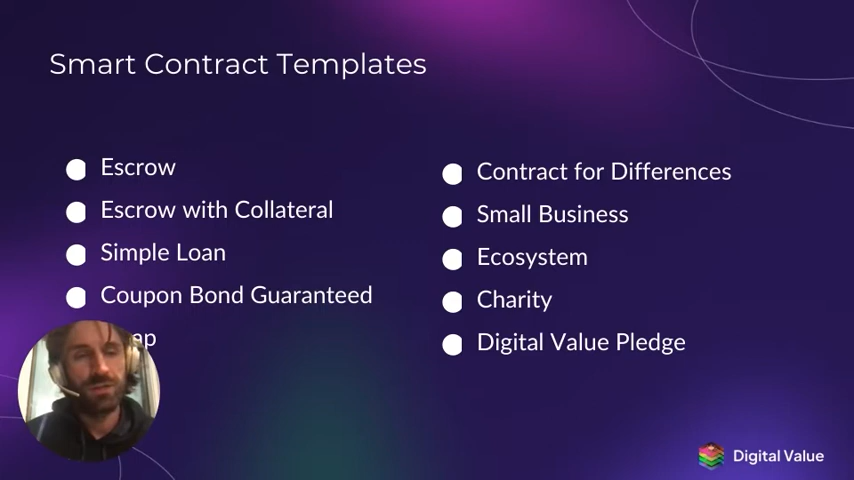 Smart Contract Templates
Escrow
Escrow with Collateral
Simple Loan
Coupon Bond Guaranteed
Contract for Differences
Small Business
Ecosystem
Charity
Digital Value Pledge
Digital Value